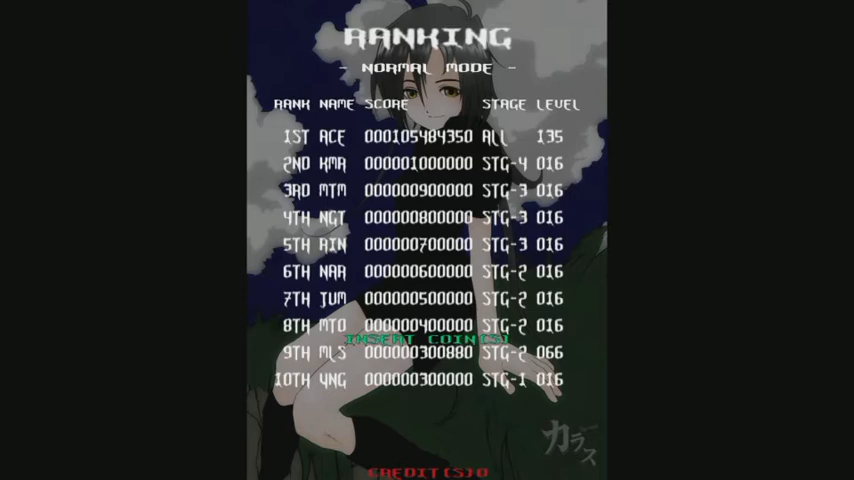 RANKING
- NORMAL MODE -
RANK NAME SCORE STAGE LEVEL
1ST ACE 000105484350 ALL 135
2ND KMR 000001000000 STG-4 016
3RD MTM 000000900000 STG-3 016
4TH NGT 000000800000 STG-3 016
5TH RIN 000000700000 STG-3 016
6TH NAR 000000600000 STG-2 016
7TH JUM 000000500000 STG-2 016
8TH MTO 000000400000 STG-2 016
INSERT COIN(S)
9TH MLS 000000300880 STG-2 066
10TH YNG 000000300000 STG-1 016
カラス
CREDIT(S)0